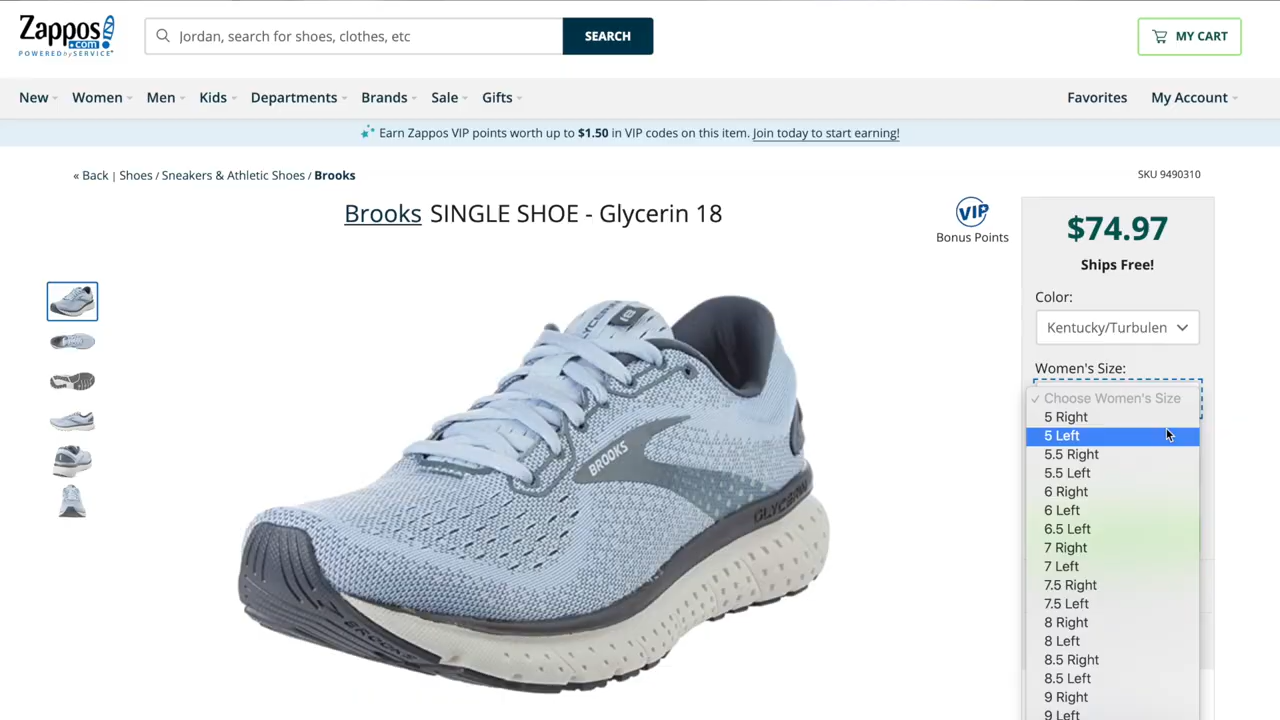 Zappos
.com
POWERED by SERVICE
Jordan, search for shoes, clothes, etc
SEARCH
MY CART
New Women Men Kids Departments Brands Sale Gifts
Favorites My Account
Earn Zappos VIP points worth up to $1.50 in VIP codes on this item. Join today to start earning!
« Back | Shoes / Sneakers & Athletic Shoes / Brooks
SKU 9490310
Brooks SINGLE SHOE - Glycerin 18
VIP
Bonus Points
$74.97
Ships Free!
Color:
Kentucky/Turbulen
Women's Size:
✓ Choose Women's Size
5 Right
5 Left
5.5 Right
5.5 Left
6 Right
6 Left
6.5 Left
7 Right
7 Left
7.5 Right
7.5 Left
8 Right
8 Left
8.5 Right
8.5 Left
9 Right
9 Left
GLYCERIN
18
BROOKS
GLYCERIN
BROOKS